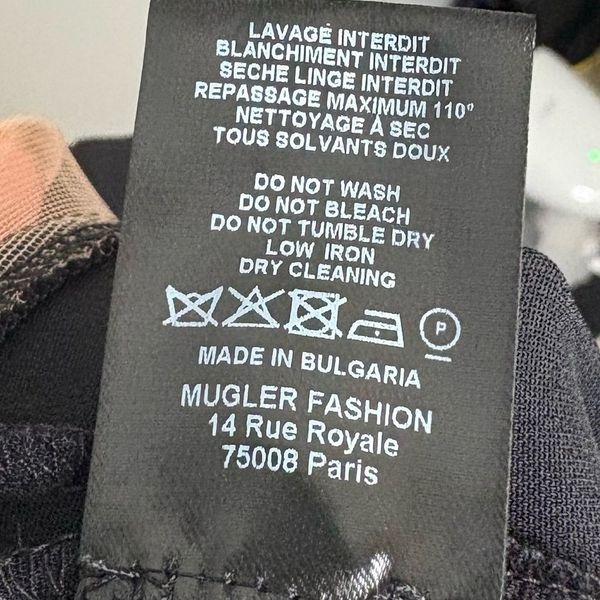 LAVAGE INTERDIT
BLANCHIMENT INTERDIT
SECHE LINGE INTERDIT
REPASSAGE MAXIMUM 110°
NETTOYAGE À SEC
TOUS SOLVANTS DOUX
DO NOT WASH
DO NOT BLEACH
DO NOT TUMBLE DRY
LOW IRON
DRY CLEANING
P
MADE IN BULGARIA
MUGLER FASHION
14 Rue Royale
75008 Paris